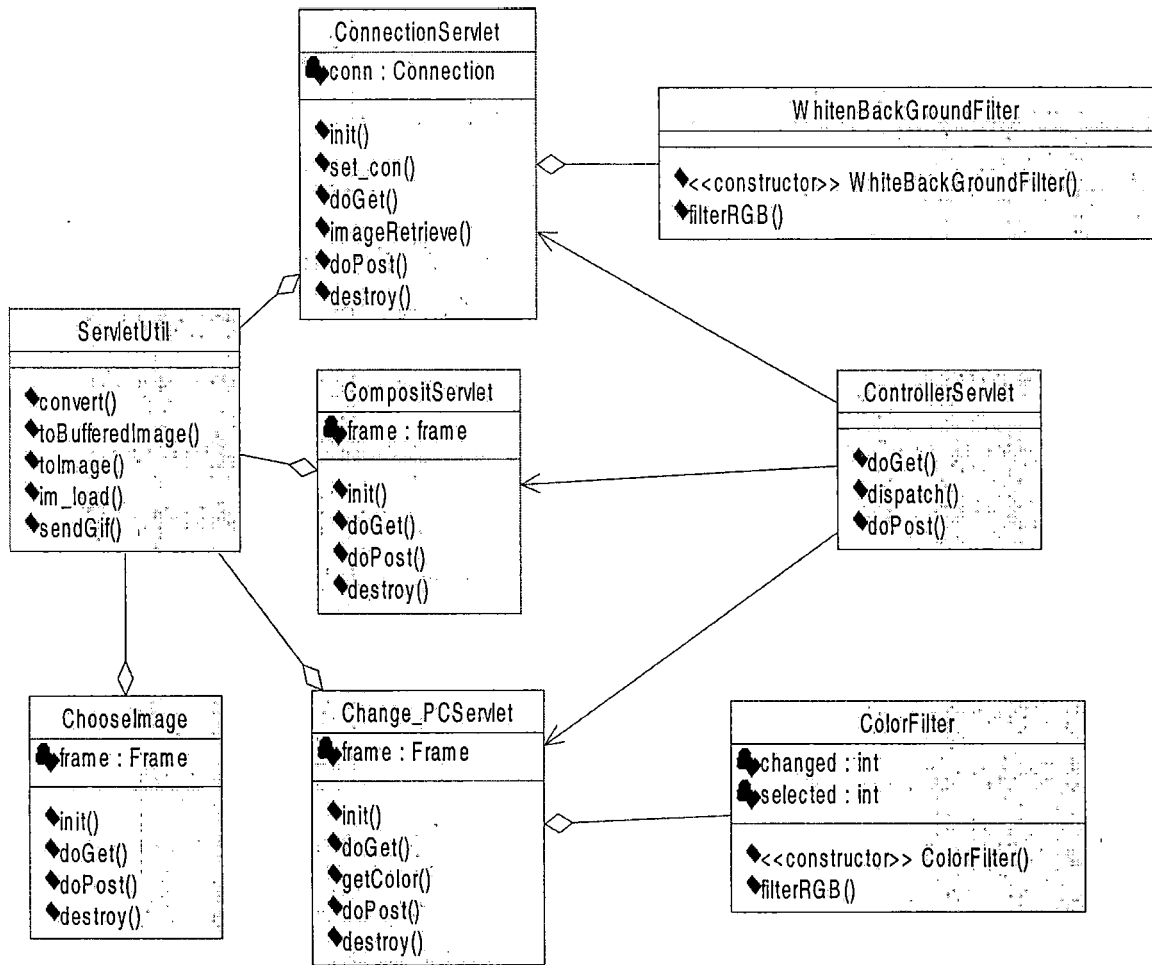 ConnectionServlet
conn : Connection
init()
set_con()
doGet()
imageRetrieve()
doPost()
destroy()
WhitenBackGroundFilter
<<constructor>> WhiteBackGroundFilter()
filterRGB()
ServletUtil
convert()
toBufferedImage()
toImage()
im_load()
sendGif()
CompositServlet
frame : frame
init()
doGet()
doPost()
destroy()
ControllerServlet
doGet()
dispatch()
doPost()
ChooseImage
frame : Frame
init()
doGet()
doPost()
destroy()
Change_PCServlet
frame : Frame
init()
doGet()
getColor()
doPost()
destroy()
ColorFilter
changed : int
selected : int
<<constructor>> ColorFilter()
filterRGB()